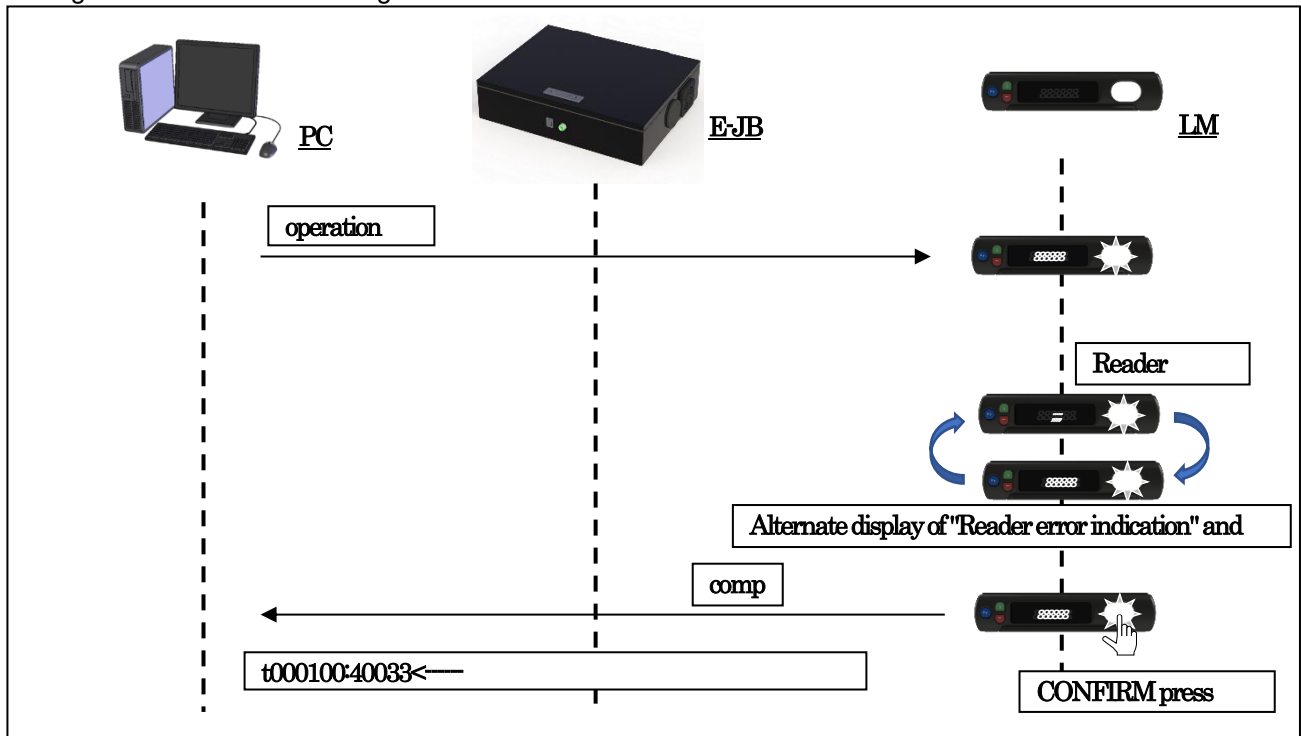 PC
E-JB
LM
operation
Reader
Alternate display of "Reader error indication" and
comp
t000100:40033<------
CONFIRM press